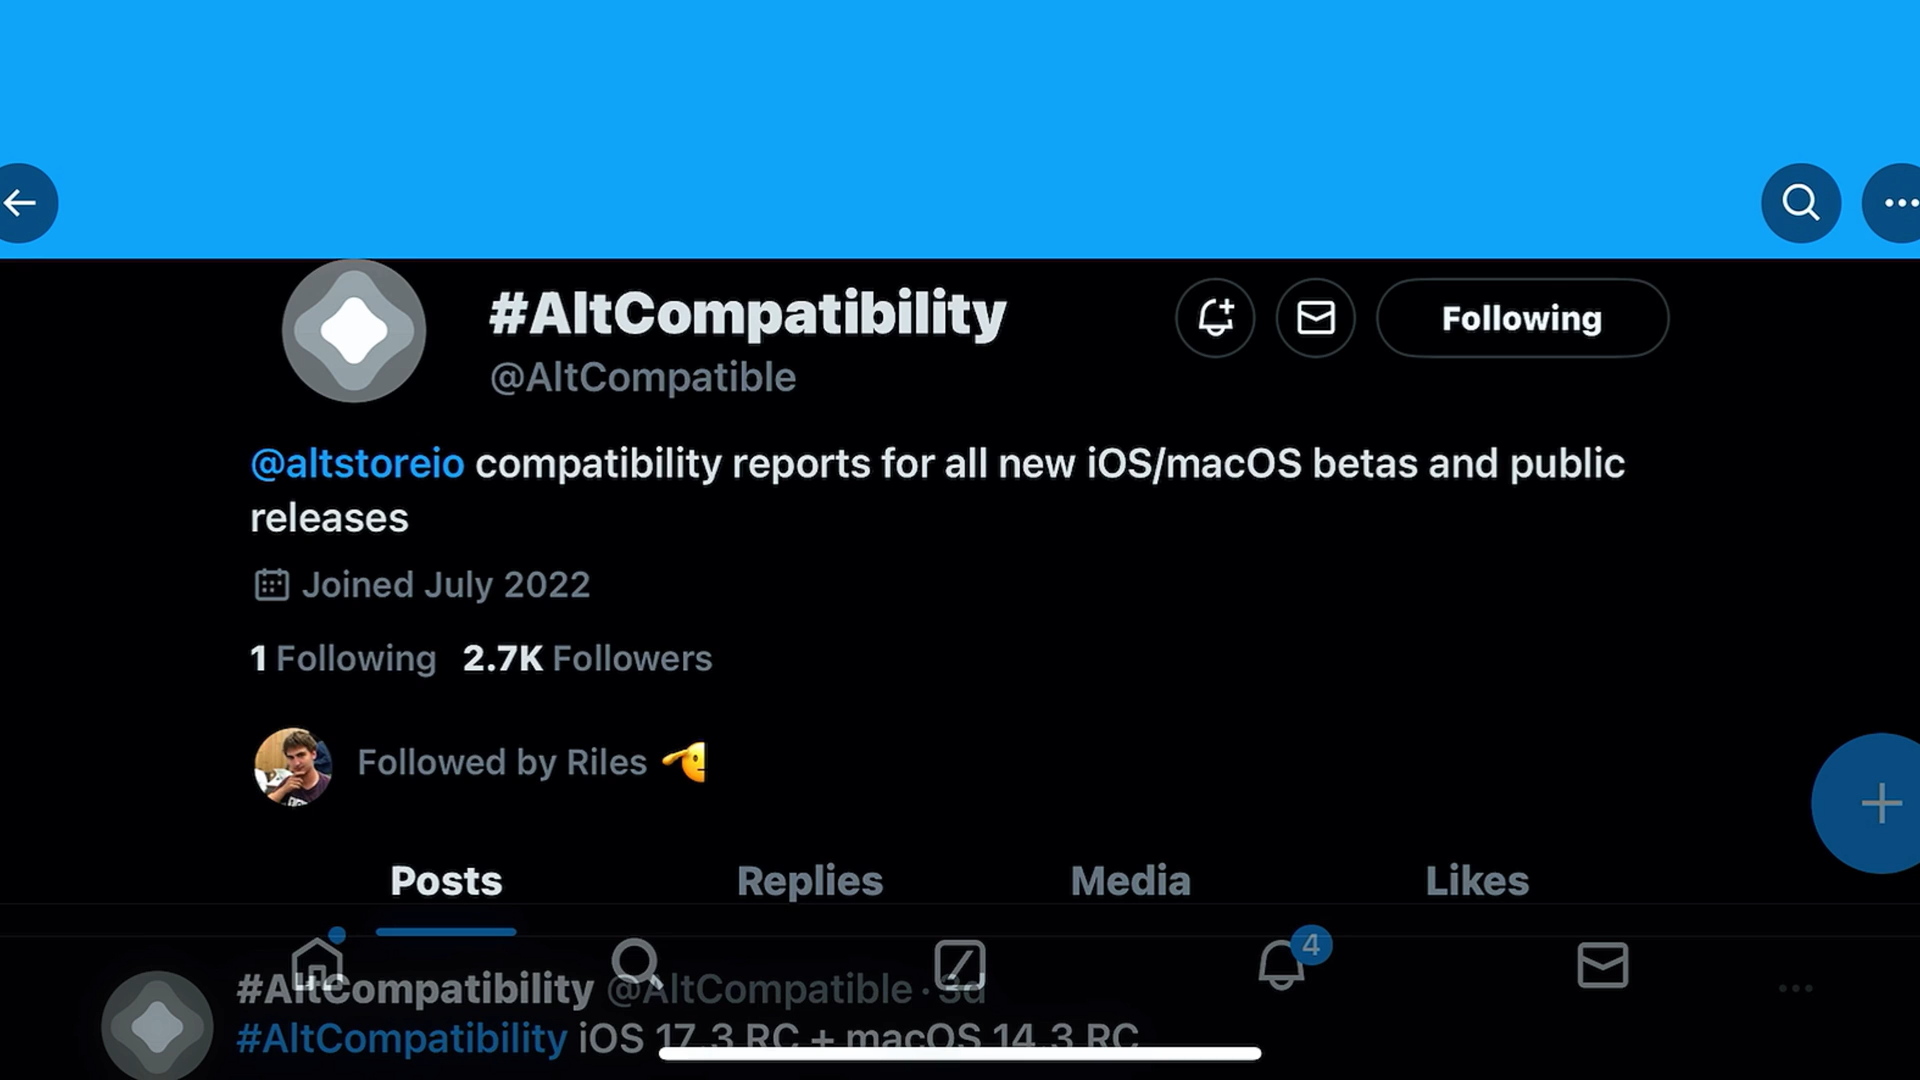 #AltCompatibility
@AltCompatible
Following
@altstoreio compatibility reports for all new iOS/macOS betas and public
releases
Joined July 2022
1 Following 2.7K Followers
Followed by Riles
Posts Replies Media Likes
4
#AltCompatibility @AltCompatible · 3d
#AltCompatibility iOS 17.3 RC + macOS 14.3 RC